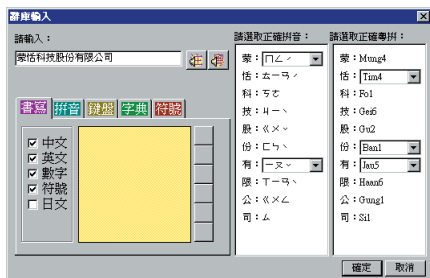 辭庫輸入
請輸入：
蒙恬科技股份有限公司
請選取正確拼音：
請選取正確粵拼：
蒙：ㄇㄥˊ
蒙：Mung4
恬：ㄊㄧㄢˊ
恬：Tim4
科：ㄎㄜ
科：Fo1
技：ㄐㄧˋ
技：Gei6
股：ㄍㄨˇ
股：Gu2
份：ㄈㄣˋ
份：Ban1
有：ㄧㄡˇ
有：Jau5
限：ㄒㄧㄢˋ
限：Haan6
公：ㄍㄨㄥ
公：Gung1
司：ㄙ
司：Si1
書寫 拼音 鍵盤 字典 符號
中文
英文
數字
符號
日文
確定 取消